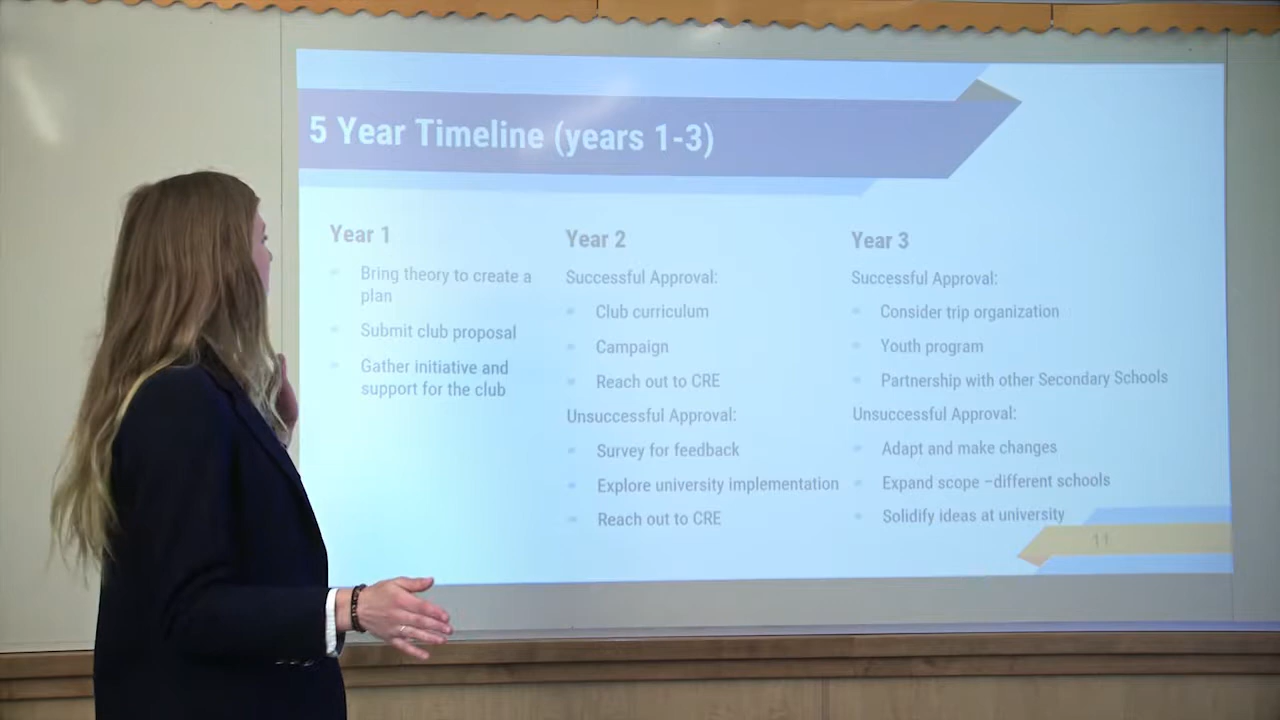 5 Year Timeline (years 1-3)
Year 1
Bring theory to create a
plan
Submit club proposal
Gather initiative and
support for the club
Year 2
Successful Approval:
Club curriculum
Campaign
Reach out to CRE
Unsuccessful Approval:
Survey for feedback
Explore university implementation
Reach out to CRE
Year 3
Successful Approval:
Consider trip organization
Youth program
Partnership with other Secondary Schools
Unsuccessful Approval:
Adapt and make changes
Expand scope –different schools
Solidify ideas at university
11